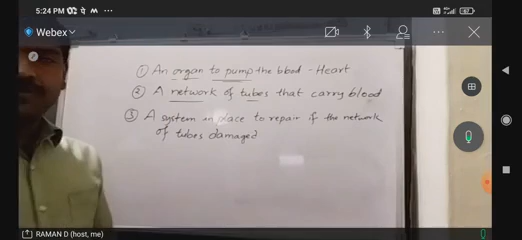 5:24 PM
Webex
① An organ to pump the blood - Heart
② A network of tubes that carry blood
③ A system in place to repair if the network
of tubes damaged
RAMAN D (host, me)